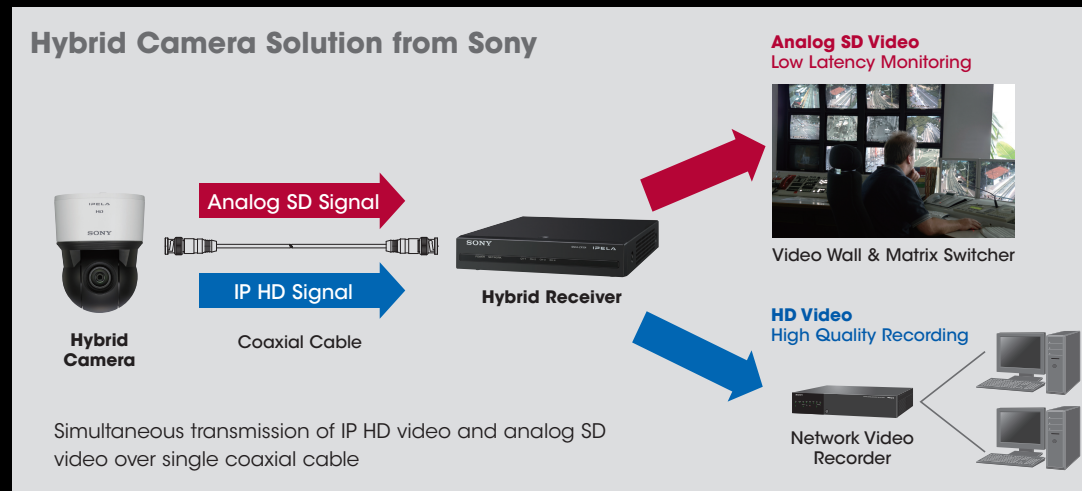 Hybrid Camera Solution from Sony
Analog SD Video
Low Latency Monitoring
Analog SD Signal
IPELA
HD
SONY
SONY
IPELA
Video Wall & Matrix Switcher
IP HD Signal
Hybrid Receiver
HD Video
High Quality Recording
Hybrid
Camera
Coaxial Cable
Network Video
Recorder
Simultaneous transmission of IP HD video and analog SD
video over single coaxial cable